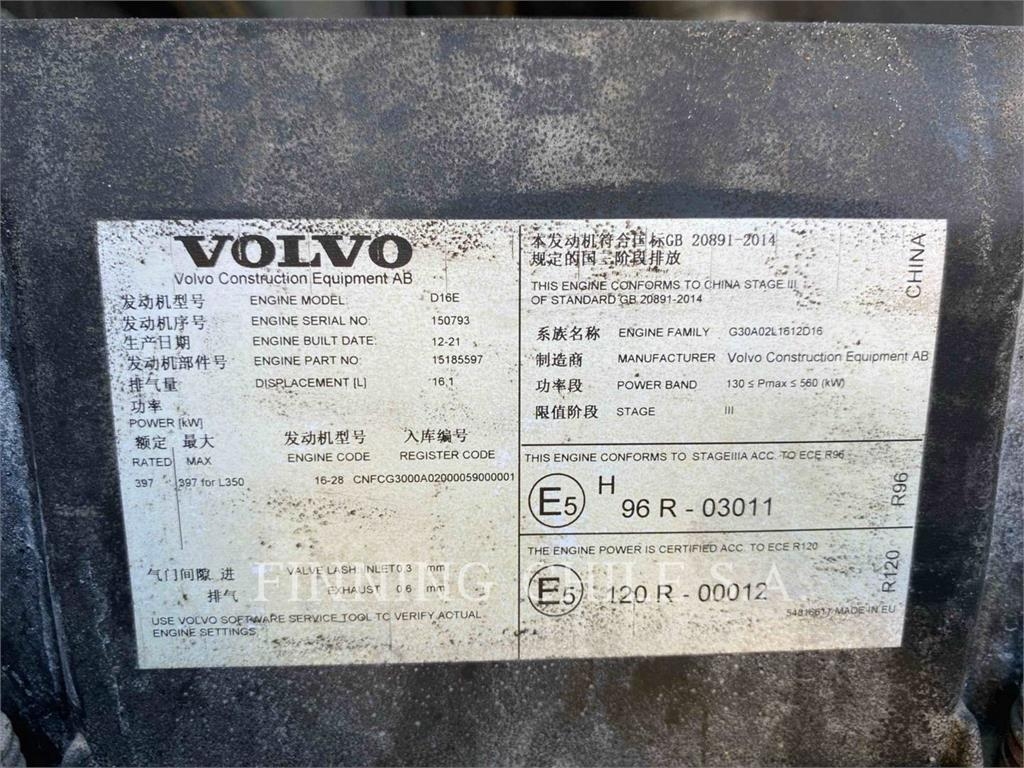 VOLVO
Volvo Construction Equipment AB
发动机型号 ENGINE MODEL: D16E
发动机序号 ENGINE SERIAL NO: 150793
生产日期 ENGINE BUILT DATE: 12-21
发动机部件号 ENGINE PART NO: 15185597
排气量 DISPLACEMENT [L] 16,1
功率
POWER [kW]
额定 最大 发动机型号 入库编号
RATED MAX ENGINE CODE REGISTER CODE
397 397 for L350 16-28 CNFCG3000A02000059000001
气门间隙 进 VALVE LASH INLET 0.3 mm
排气 EXHAUST 0.6 mm
USE VOLVO SOFTWARE SERVICE TOOL TO VERIFY ACTUAL
ENGINE SETTINGS
本发动机符合国标GB 20891-2014
规定的国三阶段排放
THIS ENGINE CONFORMS TO CHINA STAGE III
OF STANDARD GB 20891-2014
CHINA
系族名称 ENGINE FAMILY G30A02L1612D16
制造商 MANUFACTURER Volvo Construction Equipment AB
功率段 POWER BAND 130 ≤ Pmax ≤ 560 (kW)
限值阶段 STAGE III
THIS ENGINE CONFORMS TO STAGEIIIA ACC. TO ECE R96
E5 H 96 R - 03011
R96
THE ENGINE POWER IS CERTIFIED ACC. TO ECE R120
E5 120 R - 00012
R120
MADE IN EU
FINNING CHILE S.A.